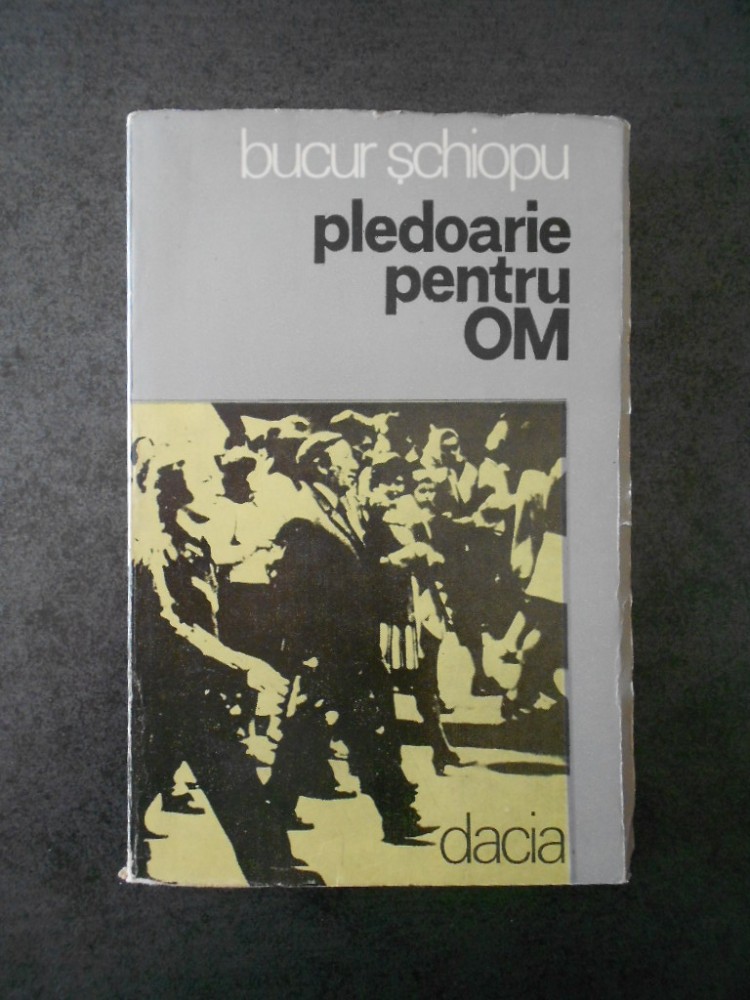 bucur șchiopu
pledoarie
pentru
OM
dacia